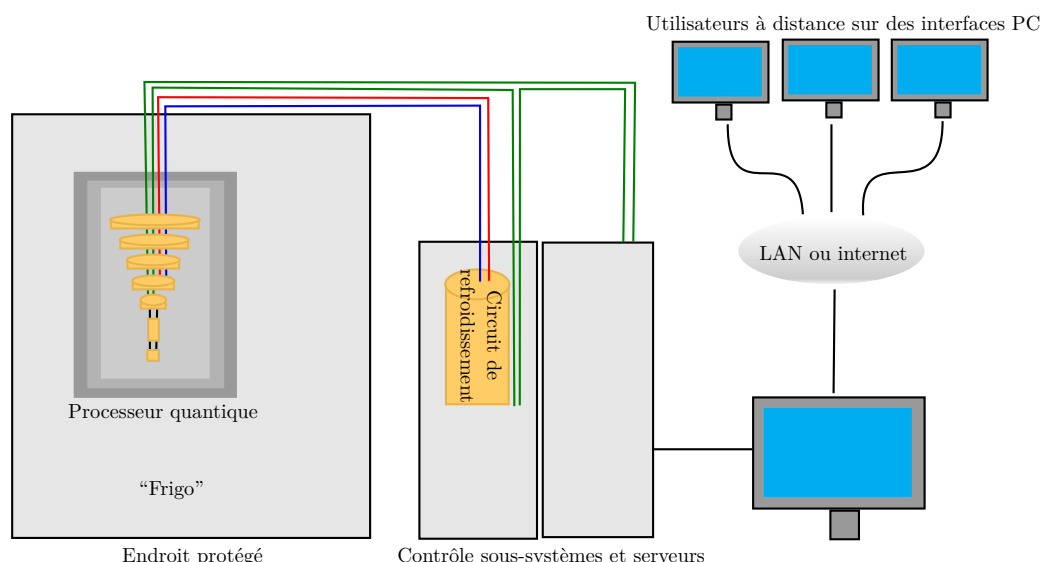 Utilisateurs à distance sur des interfaces PC
LAN ou internet
Circuit de
refroidissement
Processeur quantique
“Frigo”
Endroit protégé
Contrôle sous-systèmes et serveurs